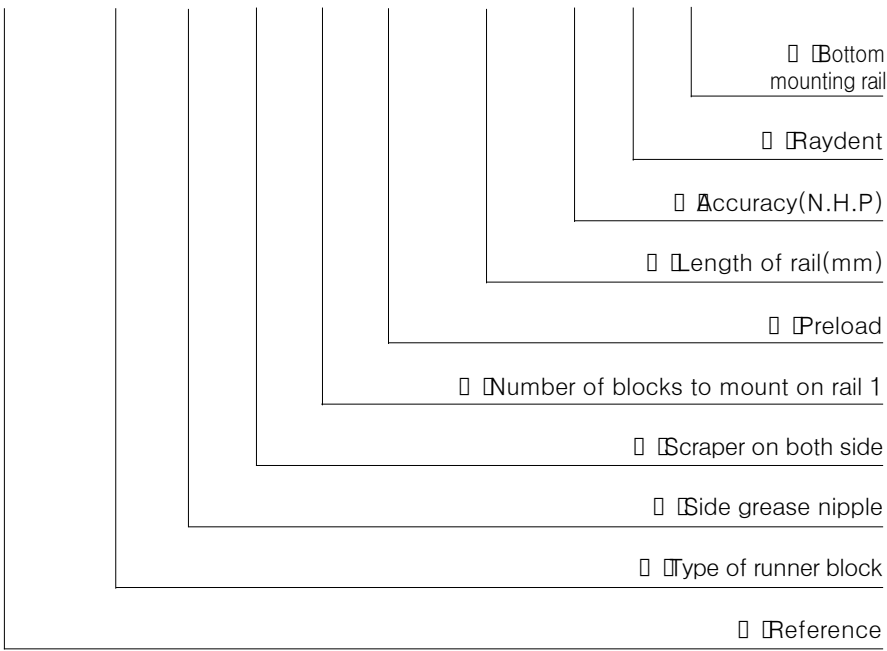 Bottom
mounting rail
Raydent
Accuracy(N.H.P)
Length of rail(mm)
Preload
Number of blocks to mount on rail 1
Scraper on both side
Side grease nipple
Type of runner block
Reference